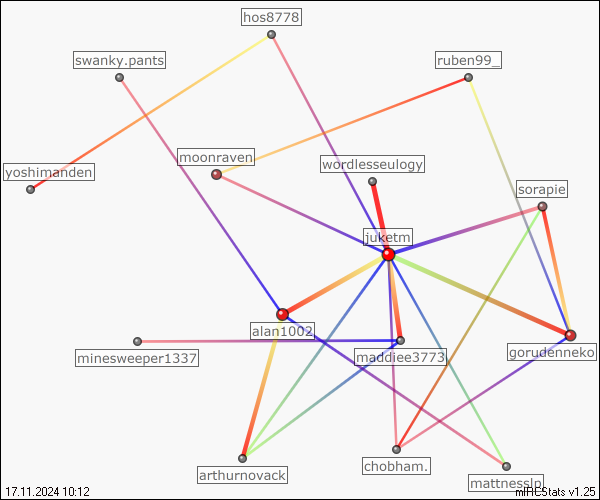 hos8778
swanky.pants
ruben99_
moonraven
wordlesseulogy
yoshimanden
sorapie
juketm
alan1002
minesweeper1337
maddiee3773
gorudenneko
arthurnovack
chobham.
mattnesslp
17.11.2024 10:12
mIRCStats v1.25